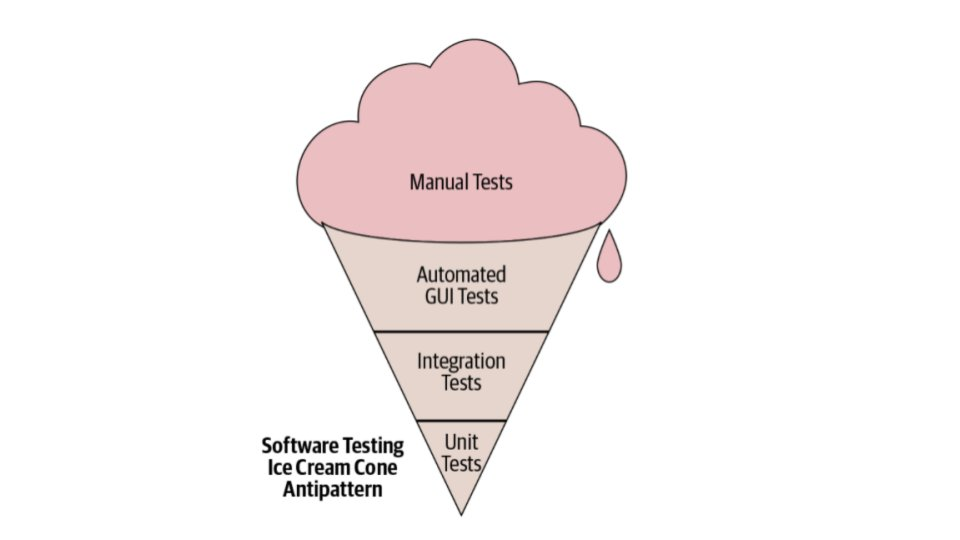 Manual Tests
Automated
GUI Tests
Integration
Tests
Unit
Tests
Software Testing
Ice Cream Cone
Antipattern